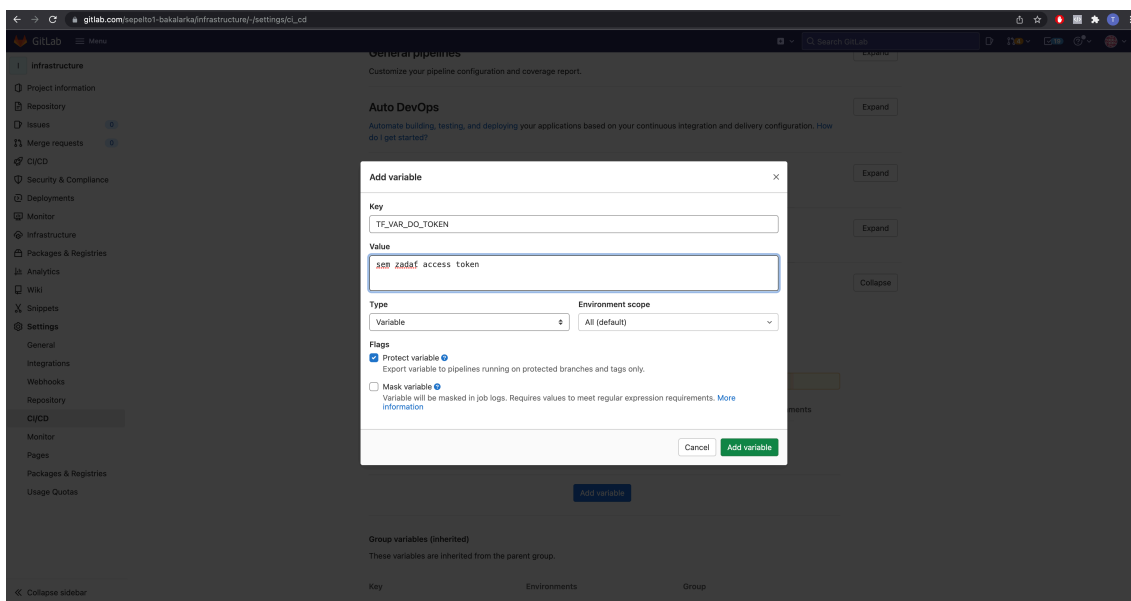 gitlab.com/sepelto1-bakalarka/infrastructure/-/settings/ci_cd
GitLab
Menu
Search GitLab
I infrastructure
Project information
Repository
Issues 0
Merge requests 0
CI/CD
Security & Compliance
Deployments
Monitor
Infrastructure
Packages & Registries
Analytics
Wiki
Snippets
Settings
General
Integrations
Webhooks
Repository
CI/CD
Monitor
Pages
Packages & Registries
Usage Quotas
Collapse sidebar
General pipelines
Expand
Customize your pipeline configuration and coverage report.
Auto DevOps
Expand
Automate building, testing, and deploying your applications based on your continuous integration and delivery configuration. How
do I get started?
Expand
Expand
Collapse
Add variable
Key
TF_VAR_DO_TOKEN
Value
sem zadať access token
Type
Environment scope
Variable
All (default)
Flags
Protect variable
Export variable to pipelines running on protected branches and tags only.
Mask variable
Variable will be masked in job logs. Requires values to meet regular expression requirements. More
information
Cancel
Add variable
Add variable
Group variables (inherited)
These variables are inherited from the parent group.
Key
Environments
Group